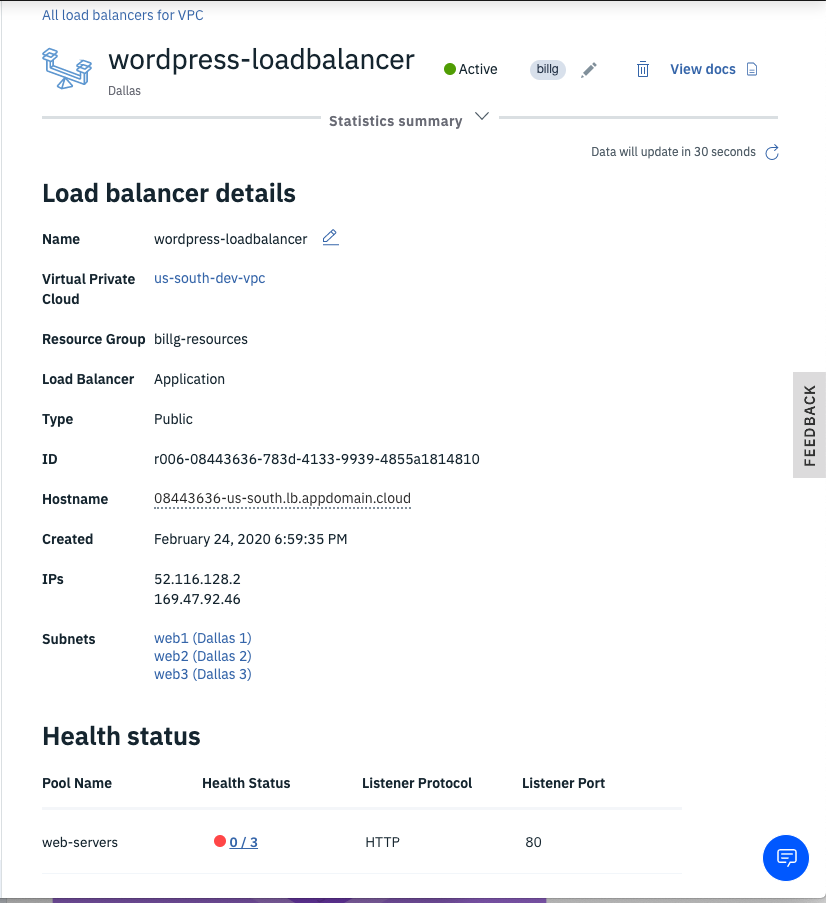 All load balancers for VPC
wordpress-loadbalancer
Active
billg
View docs
Dallas
Statistics summary
Data will update in 30 seconds
Load balancer details
Name wordpress-loadbalancer
Virtual Private Cloud us-south-dev-vpc
Resource Group billg-resources
Load Balancer Application
Type Public
ID r006-08443636-783d-4133-9939-4855a1814810
Hostname 08443636-us-south.lb.appdomain.cloud
Created February 24, 2020 6:59:35 PM
IPs 52.116.128.2
169.47.92.46
Subnets web1 (Dallas 1)
web2 (Dallas 2)
web3 (Dallas 3)
FEEDBACK
Health status
Pool Name Health Status Listener Protocol Listener Port
web-servers 0 / 3 HTTP 80